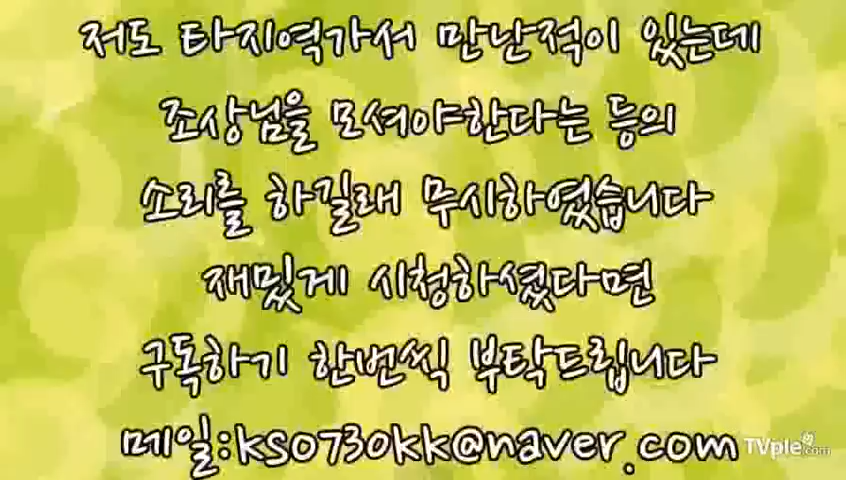 저도 타지역가서 만난적이 있는데
조상님을 모셔야한다는 등의
소리를 하길래 무시하였습니다
재밌게 시청하셨다면
구독하기 한번씩 부탁드립니다
메일:kso730kk@naver.com
TVple.com